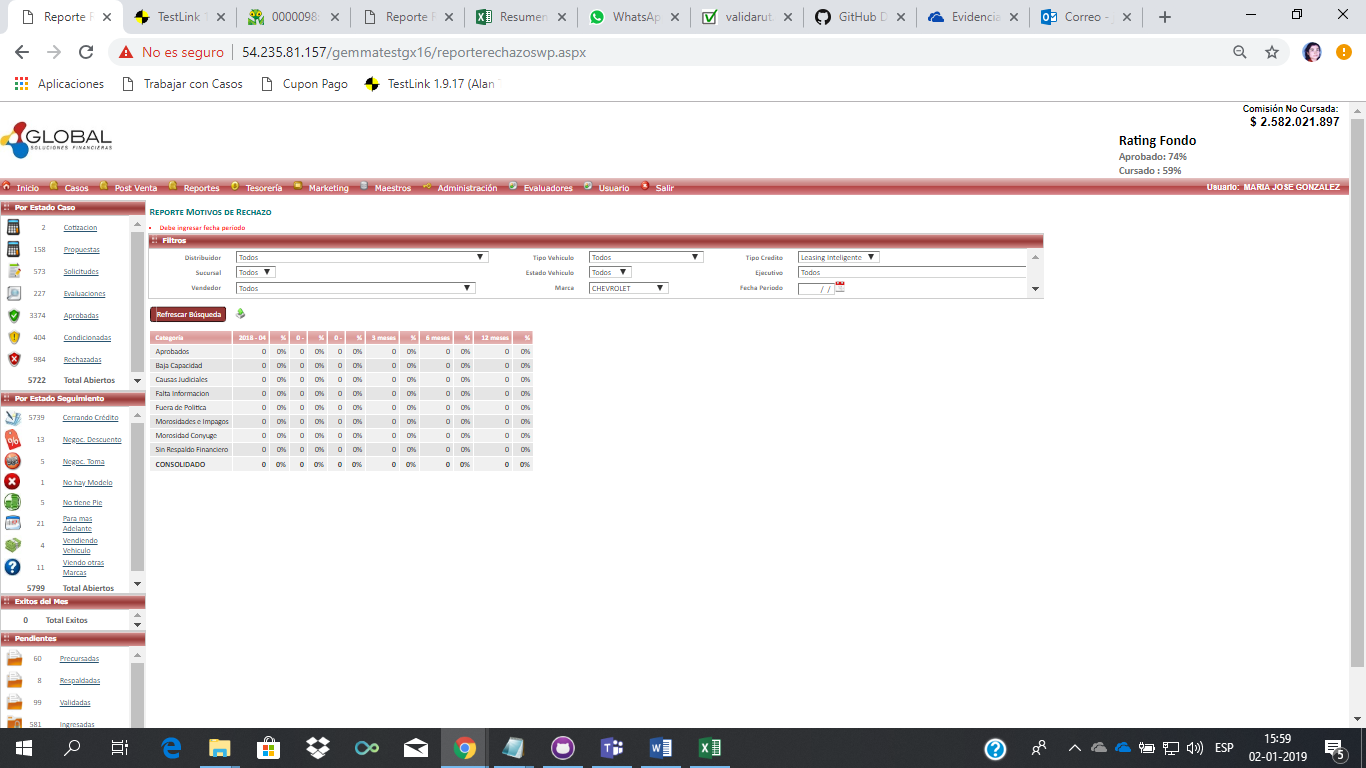 Reporte R
TestLink 1
0000098:
Reporte R
Resumen
WhatsAp
validarut.
GitHub D
Evidencia
Correo -
No es seguro | 54.235.81.157/gemmatestgx16/reporterechazoswp.aspx
Aplicaciones Trabajar con Casos Cupon Pago TestLink 1.9.17 (Alan
Comisión No Cursada:
$ 2.582.021.897
GLOBAL
SOLUCIONES FINANCIERAS
Rating Fondo
Aprobado: 74%
Cursado : 59%
Inicio Casos Post Venta Reportes Tesorería Marketing Maestros Administración Evaluadores Usuario Salir Usuario: MARIA JOSE GONZALEZ
Por Estado Caso
2 Cotizacion
158 Propuestas
573 Solicitudes
227 Evaluaciones
3374 Aprobadas
404 Condicionadas
984 Rechazadas
5722 Total Abiertos
Por Estado Seguimiento
5739 Cerrando Crédito
13 Negoc. Descuento
5 Negoc. Toma
1 No hay Modelo
5 No tiene Pie
21 Para mas Adelante
4 Vendiendo Vehiculo
11 Viendo otras Marcas
5799 Total Abiertos
Exitos del Mes
0 Total Exitos
Pendientes
60 Precursadas
8 Respaldadas
99 Validadas
581 Ingresadas
REPORTE MOTIVOS DE RECHAZO
Debe ingresar fecha periodo
Filtros
Distribuidor Todos Tipo Vehiculo Todos Tipo Credito Leasing Inteligente
Sucursal Todos Estado Vehiculo Todos Ejecutivo Todos
Vendedor Todos Marca CHEVROLET Fecha Periodo / /
Refrescar Búsqueda
Categoría 2018 - 04 % 0 - % 0 - % 3 meses % 6 meses % 12 meses %
Aprobados 0 0% 0 0% 0 0% 0 0% 0 0% 0 0%
Baja Capacidad 0 0% 0 0% 0 0% 0 0% 0 0% 0 0%
Causas Judiciales 0 0% 0 0% 0 0% 0 0% 0 0% 0 0%
Falta Informacion 0 0% 0 0% 0 0% 0 0% 0 0% 0 0%
Fuera de Politica 0 0% 0 0% 0 0% 0 0% 0 0% 0 0%
Morosidades e Impagos 0 0% 0 0% 0 0% 0 0% 0 0% 0 0%
Morosidad Conyuge 0 0% 0 0% 0 0% 0 0% 0 0% 0 0%
Sin Respaldo Financiero 0 0% 0 0% 0 0% 0 0% 0 0% 0 0%
CONSOLIDADO 0 0% 0 0% 0 0% 0 0% 0 0% 0 0%
ESP
15:59
02-01-2019
5